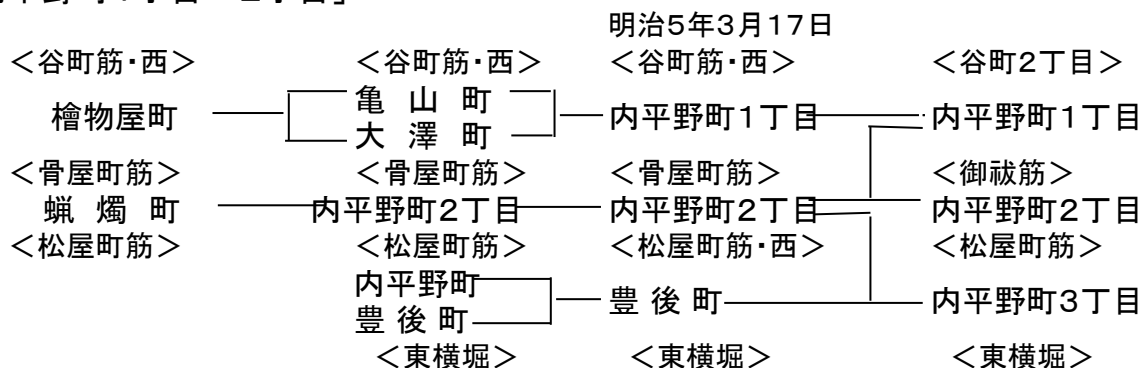 明治5年3月17日
＜谷町筋・西＞ ＜谷町筋・西＞ ＜谷町筋・西＞ ＜谷町2丁目＞
檜物屋町 亀山町 内平野町1丁目 内平野町1丁目
大澤町
＜骨屋町筋＞ ＜骨屋町筋＞ ＜骨屋町筋＞ ＜御祓筋＞
蝋燭町 内平野町2丁目 内平野町2丁目 内平野町2丁目
＜松屋町筋＞ ＜松屋町筋＞ ＜松屋町筋・西＞ ＜松屋町筋＞
内平野町 豊後町 内平野町3丁目
豊後町
＜東横堀＞ ＜東横堀＞ ＜東横堀＞